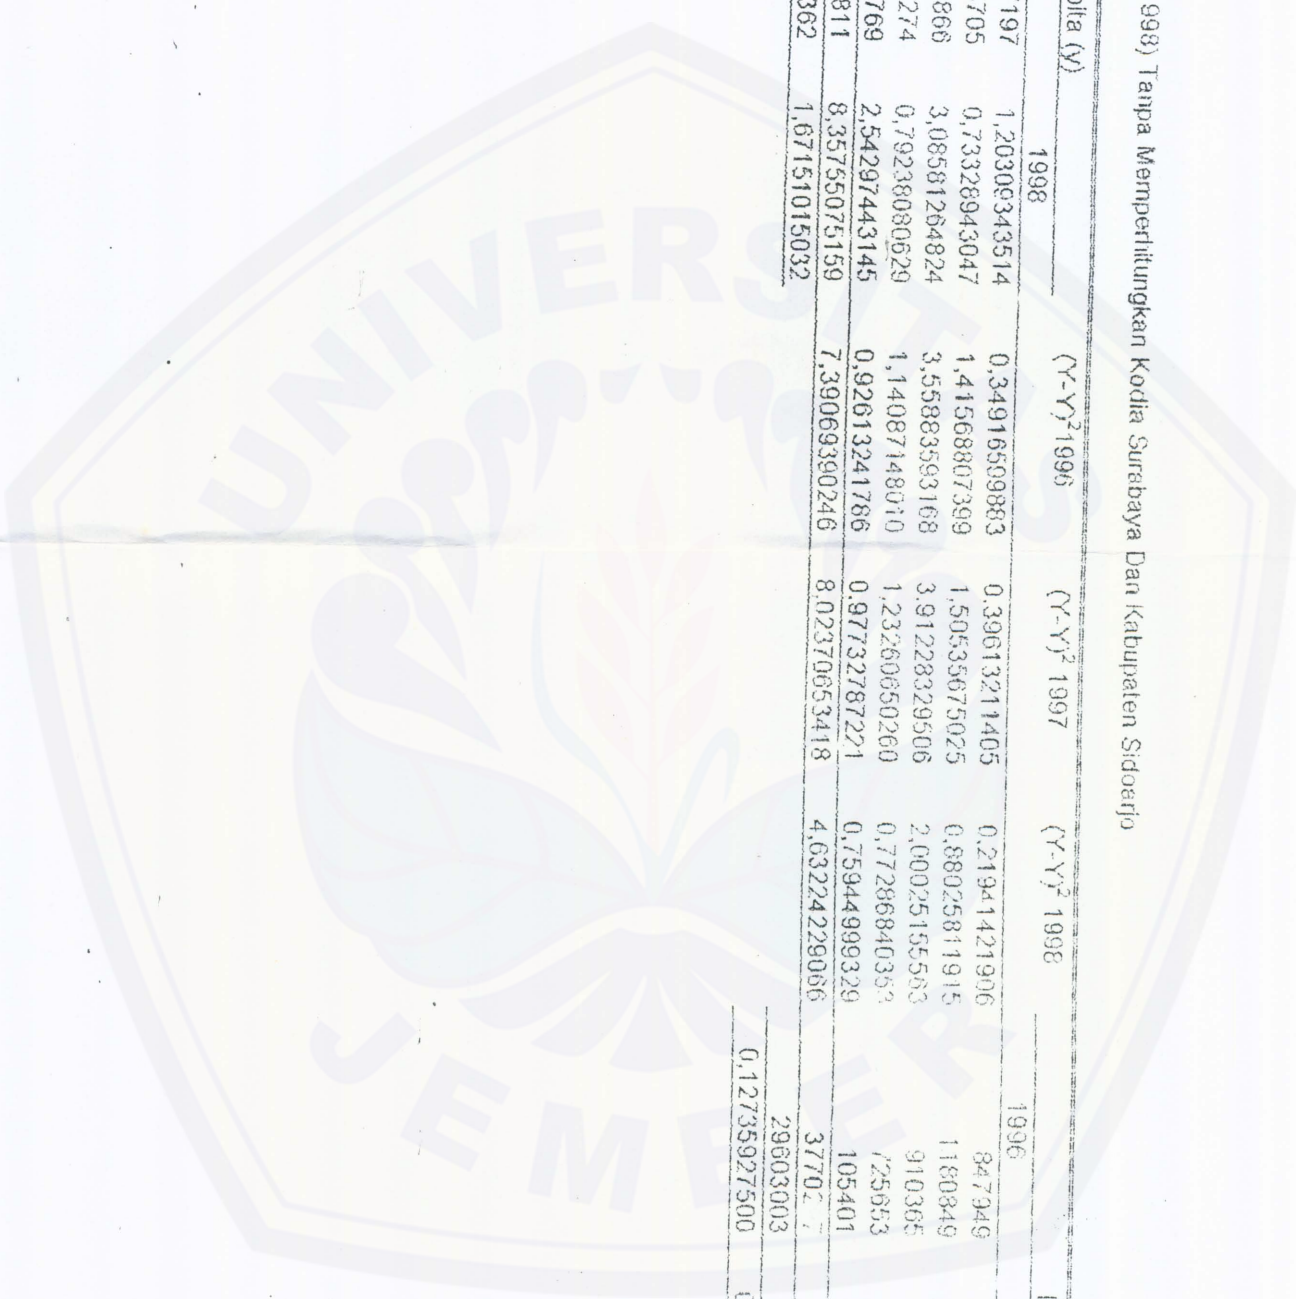 998) Tanpa Memperhitungkan Kodia Surabaya Dan Kabupaten Sidoarjo
pita (y)
1998 (Y-Y)²1996 (Y-Y)² 1997 (Y-Y)² 1998 1996
197 1,20309343514 0,34916599883 0,39613211405 0,21941421906 847949
705 0,73328943047 1,41568807399 1,50535675025 0,88025811915 1180849
866 3,08581264824 3,55883593168 3,91228329506 2,00025155563 910365
274 0,79238080629 1,14087148010 1,23260650260 0,77286840353 725653
769 2,54297443145 0,92613241786 0,97732787221 0,75944999329 105401
811 8,35755075159 7,39069390246 8,02370653418 4,63224229066
362 1,67151015032
29603003
0,12735927500
UNIVERSITAS
JEMBER